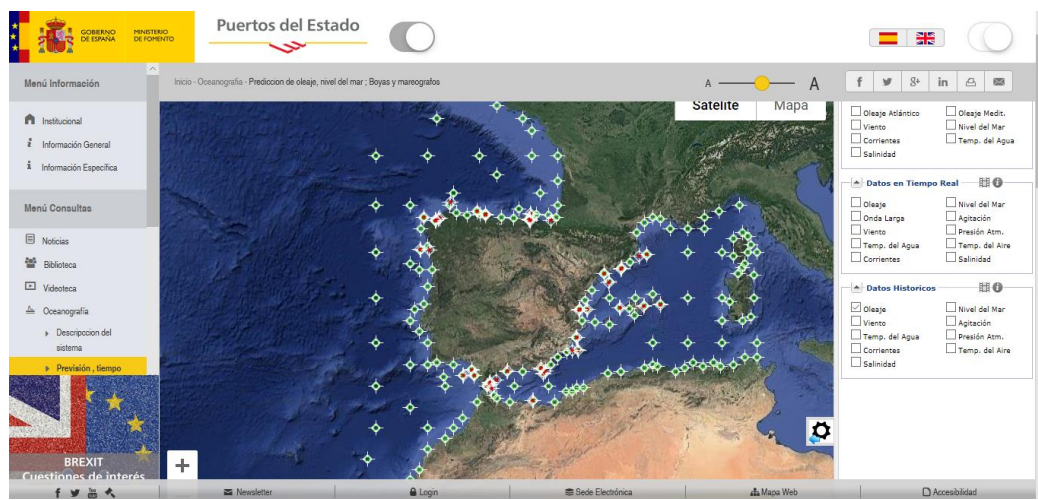 GOBIERNO
DE ESPAÑA
MINISTERIO
DE FOMENTO
Puertos del Estado
Menú Información
Inicio - Oceanografía - Prediccion de oleaje, nivel del mar ; Boyas y mareografos
A
A
f
g+
in
Institucional
Información General
Información Específica
Menú Consultas
Noticias
Biblioteca
Videoteca
Oceanografía
Descripccion del
sistema
Previsión , tiempo
BREXIT
Cuestiones de interés
Satélite
Mapa
Oleaje Atlántico
Oleaje Medit.
Viento
Nivel del Mar
Corrientes
Temp. del Agua
Salinidad
Datos en Tiempo Real
Oleaje
Nivel del Mar
Onda Larga
Agitación
Viento
Presión Atm.
Temp. del Agua
Temp. del Aire
Corrientes
Salinidad
Datos Historicos
Oleaje
Nivel del Mar
Viento
Agitación
Temp. del Agua
Presión Atm.
Corrientes
Temp. del Aire
Salinidad
+
f
Newsletter
Login
Sede Electrónica
Mapa Web
Accesibilidad